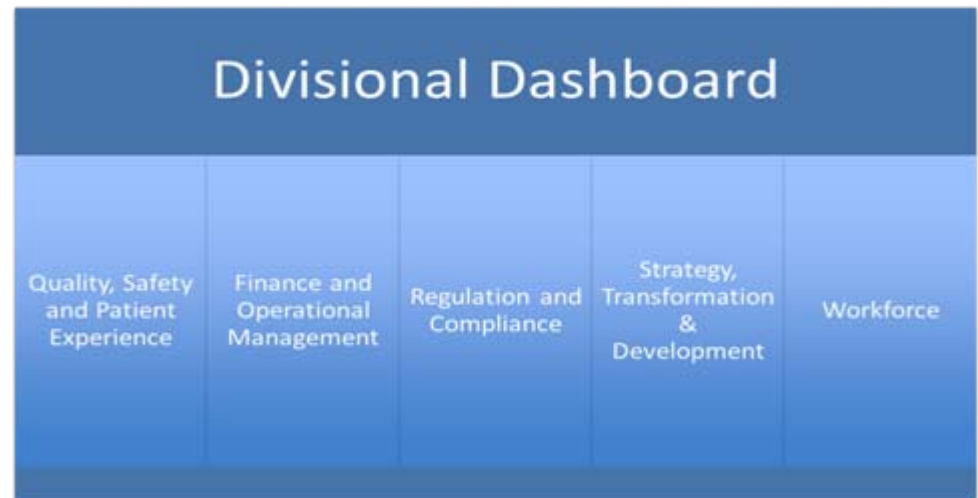 Divisional Dashboard
Quality, Safety
and Patient
Experience
Finance and
Operational
Management
Regulation and
Compliance
Strategy,
Transformation
&
Development
Workforce